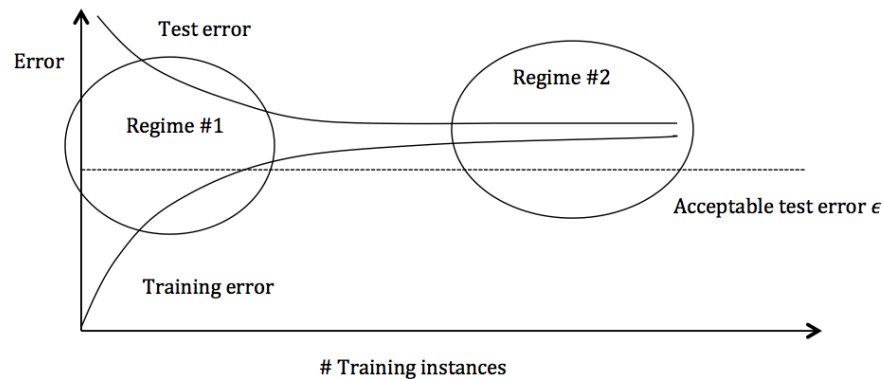 Test error
Error
Regime #2
Regime #1
Acceptable test error ϵ
Training error
# Training instances